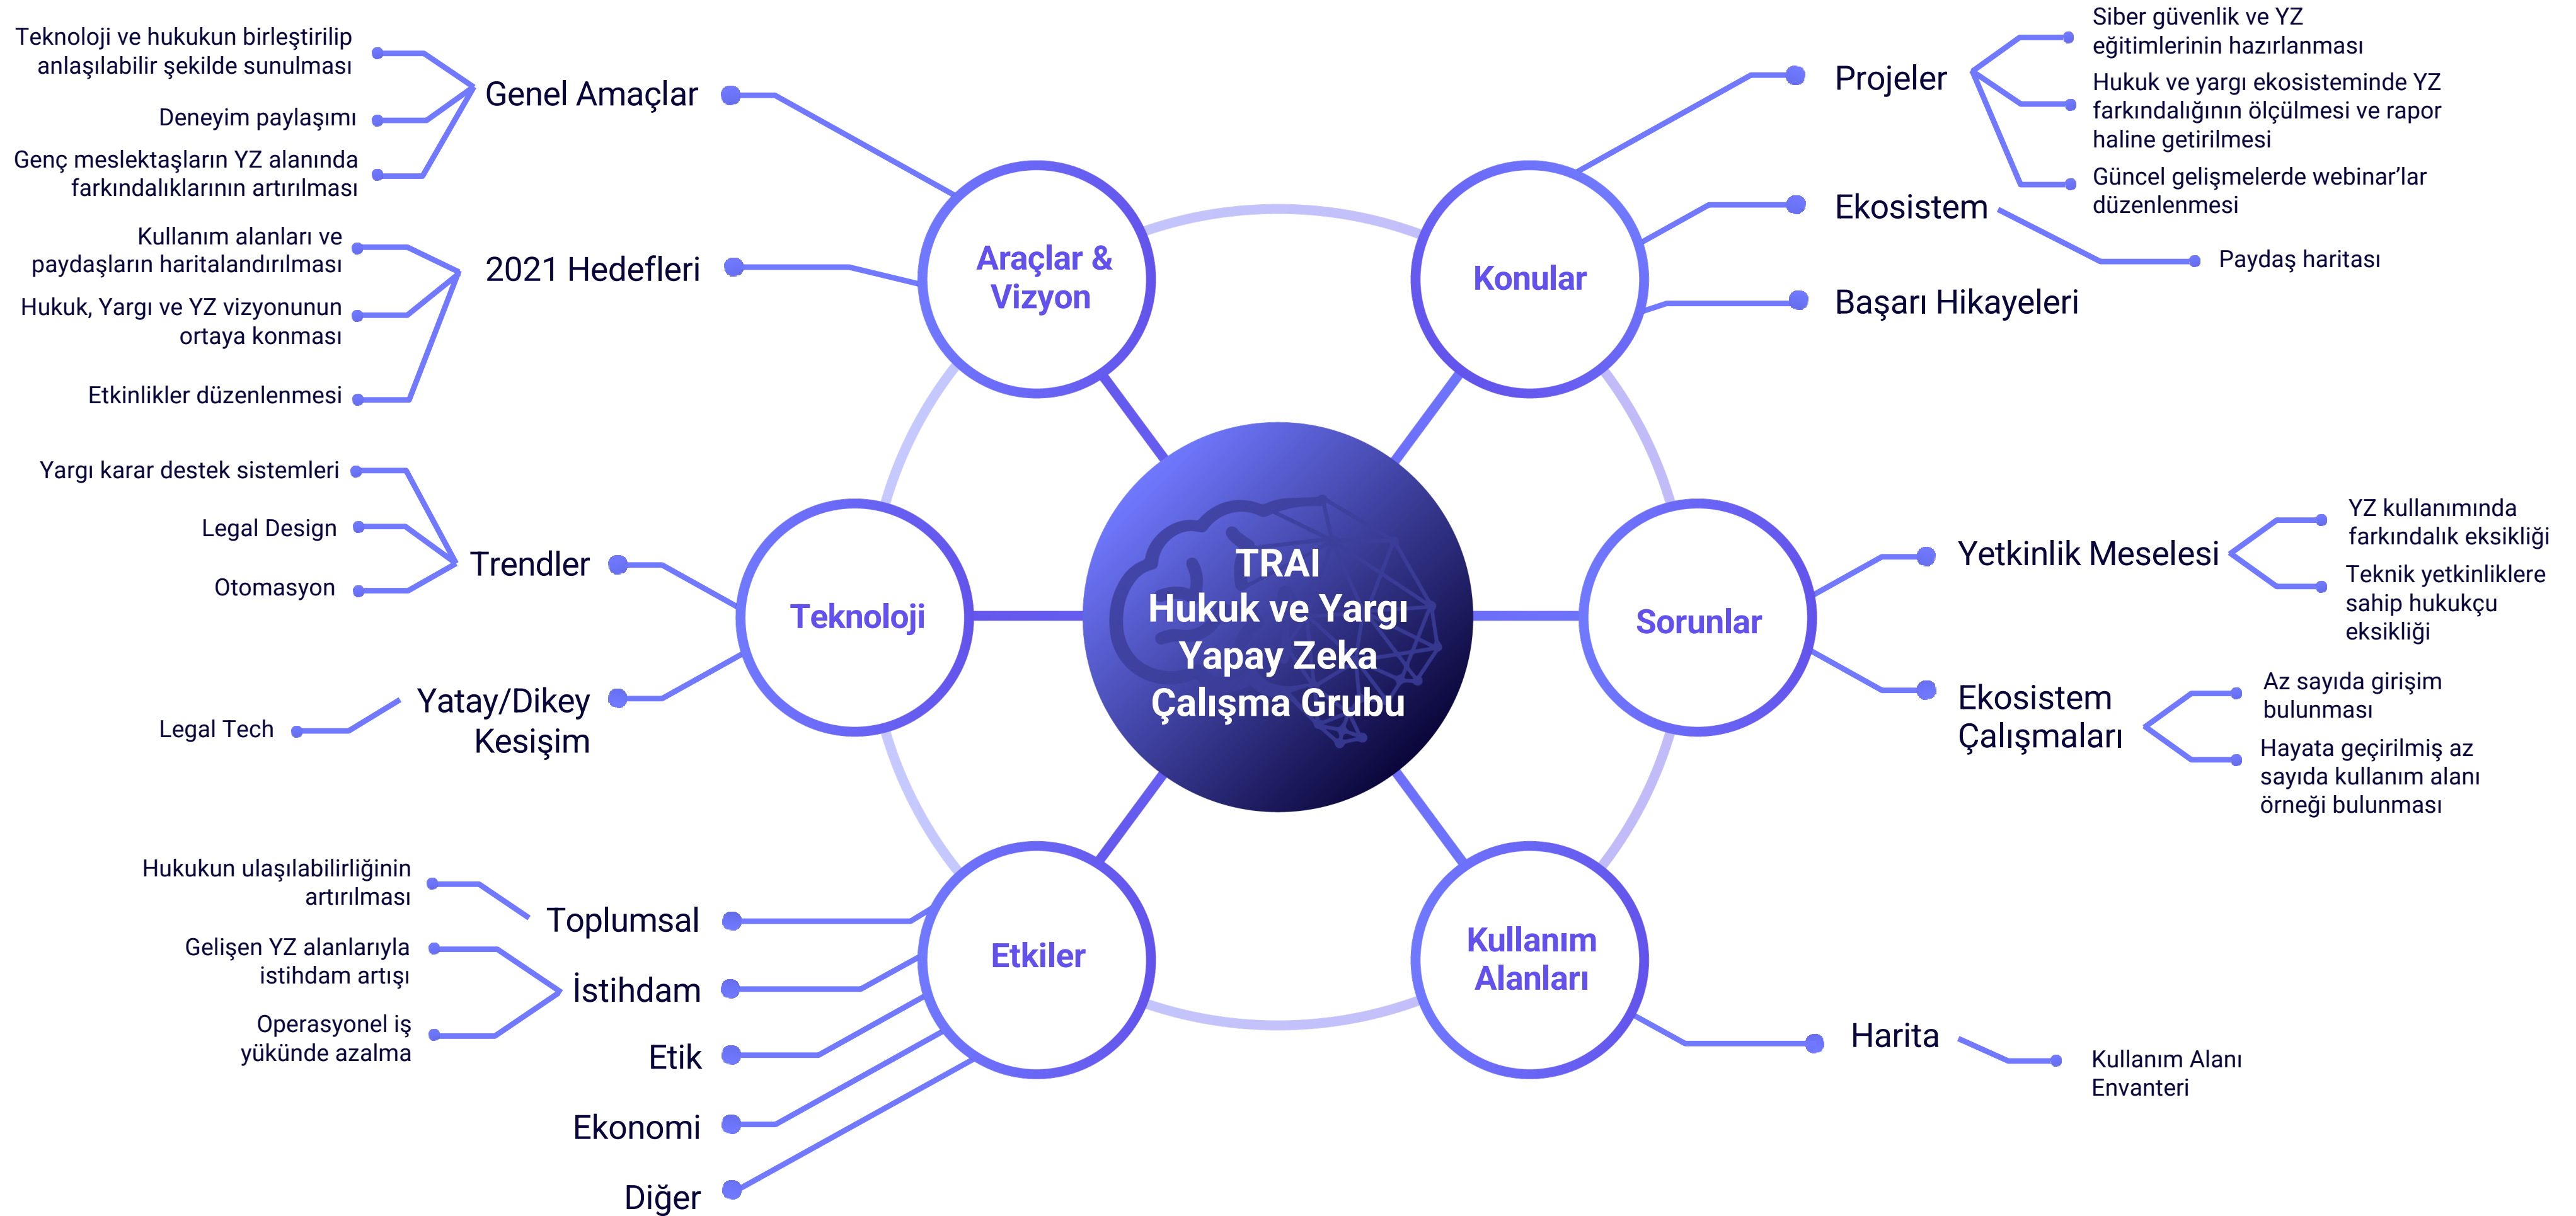 Teknoloji ve hukukun birleştirilip
anlaşılabilir şekilde sunulması
Deneyim paylaşımı
Genç meslektaşların YZ alanında
farkındalıklarının artırılması
Genel Amaçlar
Kullanım alanları ve
paydaşların haritalandırılması
Hukuk, Yargı ve YZ vizyonunun
ortaya konması
Etkinlikler düzenlenmesi
2021 Hedefleri
Araçlar &
Vizyon
Konular
Projeler
Siber güvenlik ve YZ
eğitimlerinin hazırlanması
Hukuk ve yargı ekosisteminde YZ
farkındalığının ölçülmesi ve rapor
haline getirilmesi
Güncel gelişmelerde webinar’lar
düzenlenmesi
Ekosistem
Paydaş haritası
Başarı Hikayeleri
Yargı karar destek sistemleri
Legal Design
Otomasyon
Trendler
Legal Tech
Yatay/Dikey
Kesişim
Teknoloji
TRAI
Hukuk ve Yargı
Yapay Zeka
Çalışma Grubu
Sorunlar
Yetkinlik Meselesi
YZ kullanımında
farkındalık eksikliği
Teknik yetkinliklere
sahip hukukçu
eksikliği
Ekosistem
Çalışmaları
Az sayıda girişim
bulunması
Hayata geçirilmiş az
sayıda kullanım alanı
örneği bulunması
Hukukun ulaşılabilirliğinin
artırılması
Toplumsal
Gelişen YZ alanlarıyla
istihdam artışı
Operasyonel iş
yükünde azalma
İstihdam
Etik
Ekonomi
Diğer
Etkiler
Kullanım
Alanları
Harita
Kullanım Alanı
Envanteri